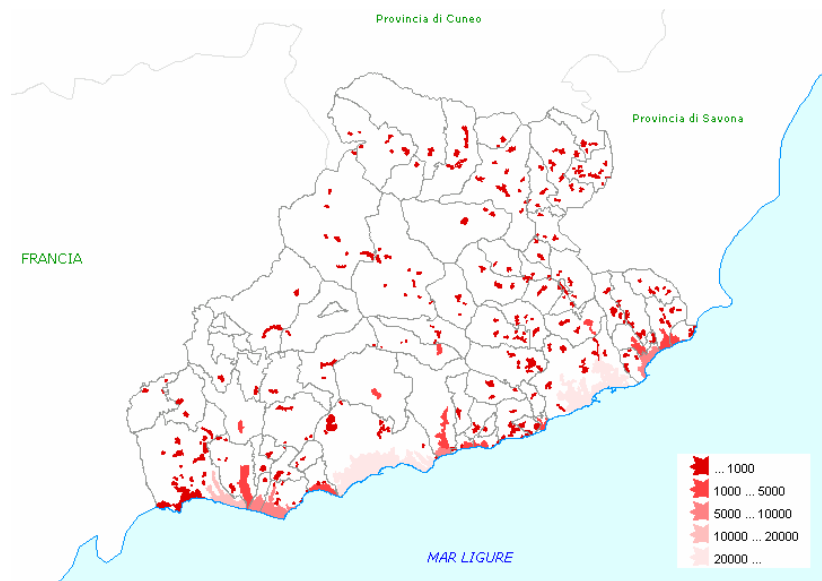 Provincia di Cuneo
Provincia di Savona
FRANCIA
... 1000
1000 ... 5000
5000 ... 10000
10000 ... 20000
20000 ...
MAR LIGURE